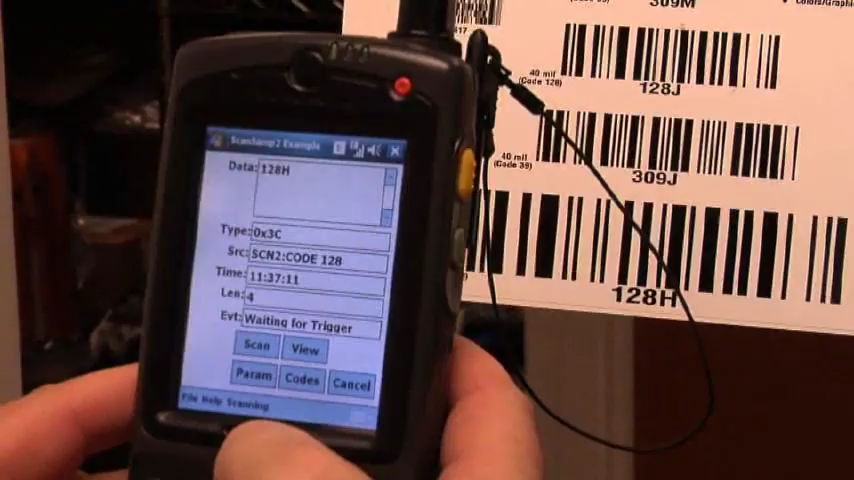 ScanSamp2 Example
Data: 128H
Type: 0x3C
Src: SCN2:CODE 128
Time: 11:37:11
Len: 4
Evt: Waiting for Trigger
Scan View
Param Codes Cancel
File Help Scanning
309M
Colors/Graphi
40 mil
(Code 128)
128J
40 mil
(Code 39)
309J
128H